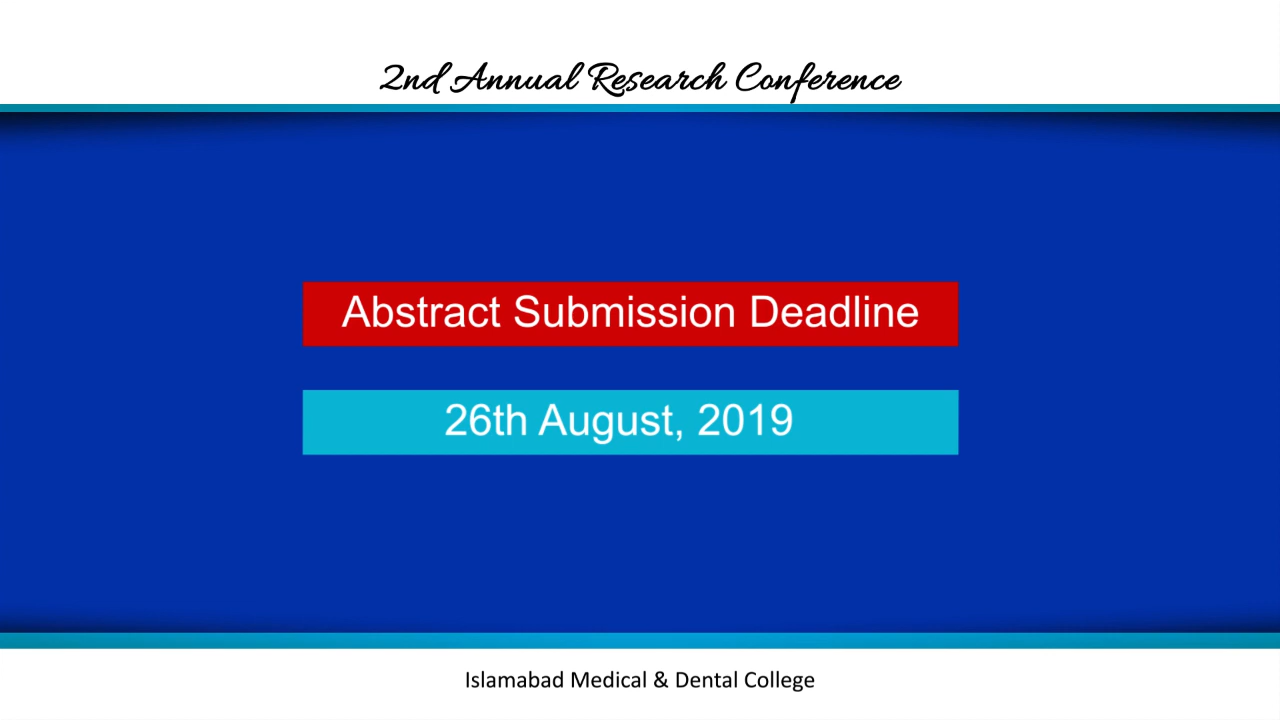 2nd Annual Research Conference
Abstract Submission Deadline
26th August, 2019
Islamabad Medical & Dental College